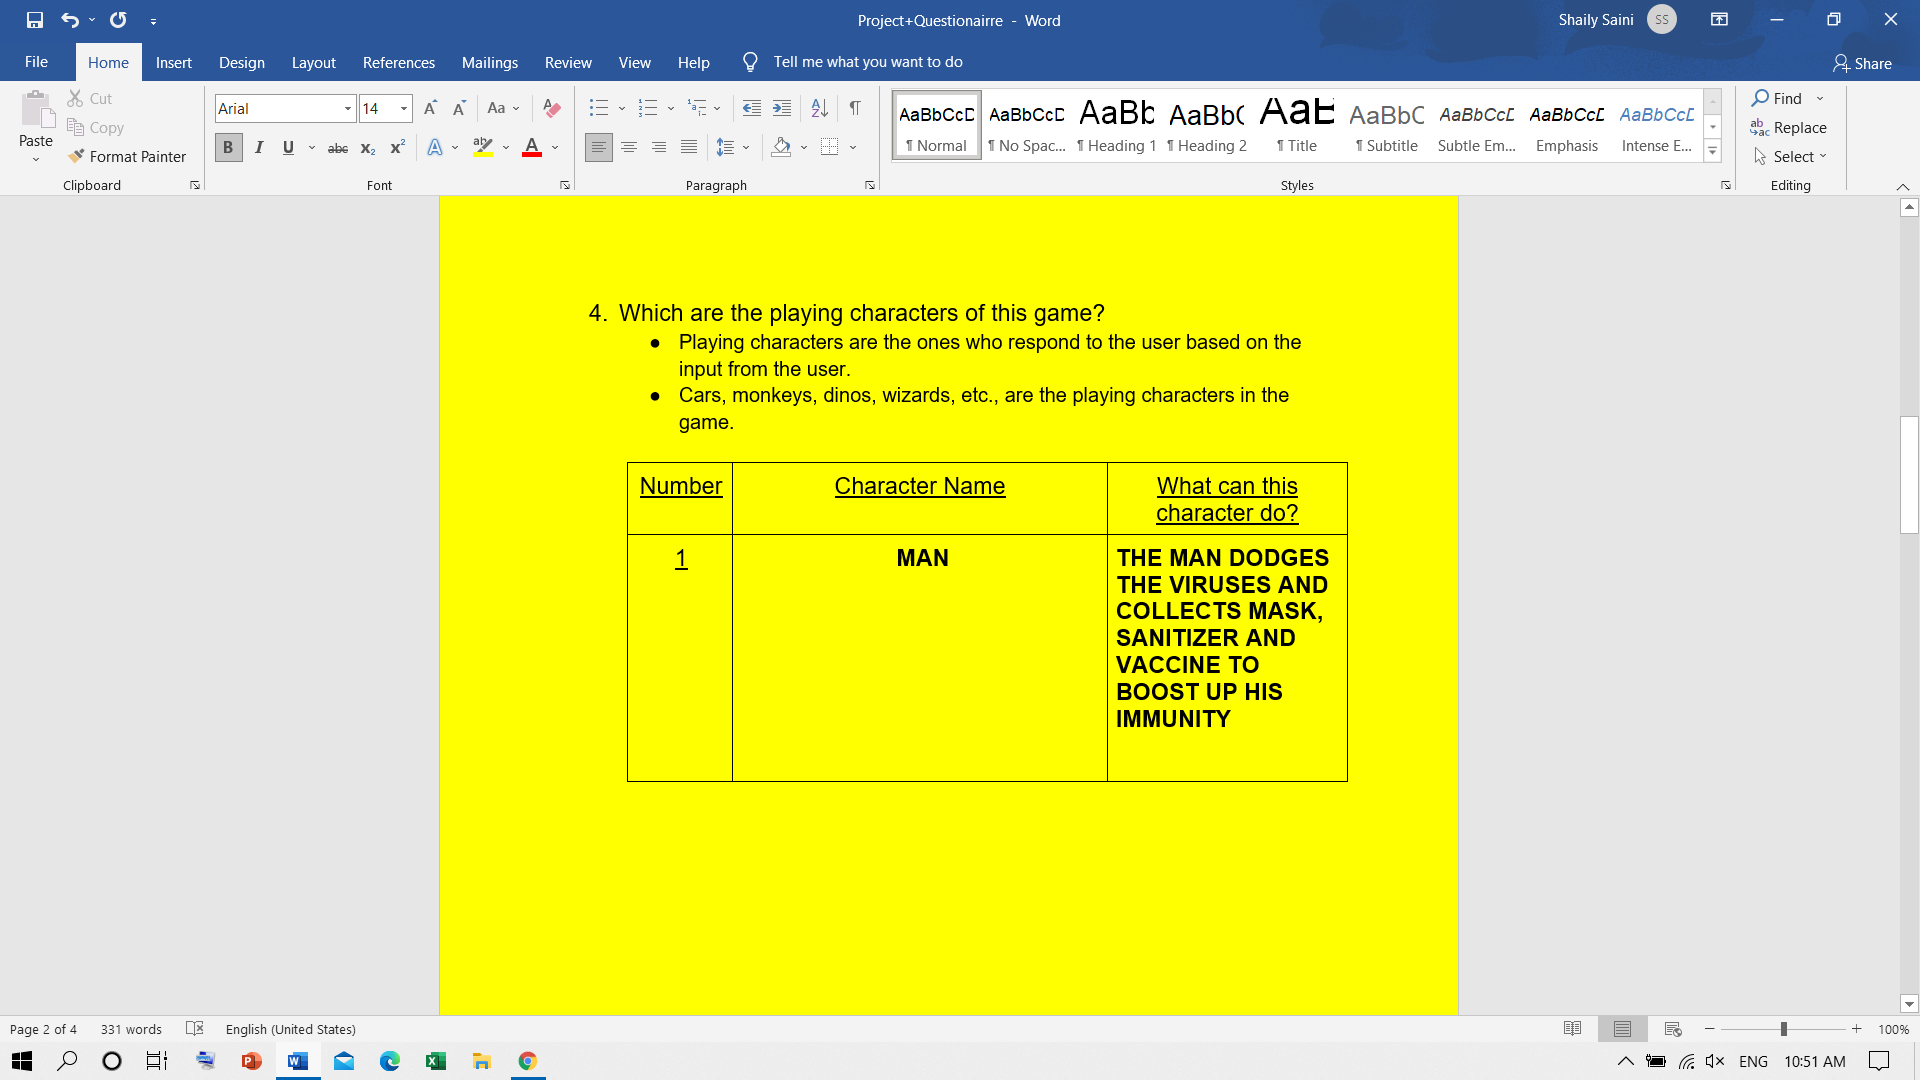 Project+Questionairre - Word
Shaily Saini
SS
File
Home
Insert
Design
Layout
References
Mailings
Review
View
Help
Tell me what you want to do
Share
Paste
Cut
Copy
Format Painter
Clipboard
Arial
14
Font
Paragraph
AaBbCcD
AaBbCcD
AaBb
AaBb(
AaB
AaBbC
AaBbCcD
AaBbCcD
AaBbCcD
¶ Normal
¶ No Spac...
¶ Heading 1
¶ Heading 2
¶ Title
¶ Subtitle
Subtle Em...
Emphasis
Intense E...
Styles
Find
Replace
Select
Editing
4. Which are the playing characters of this game?
● Playing characters are the ones who respond to the user based on the
input from the user.
● Cars, monkeys, dinos, wizards, etc., are the playing characters in the
game.
Number
Character Name
What can this
character do?
1
MAN
THE MAN DODGES
THE VIRUSES AND
COLLECTS MASK,
SANITIZER AND
VACCINE TO
BOOST UP HIS
IMMUNITY
Page 2 of 4
331 words
English (United States)
100%
ENG
10:51 AM